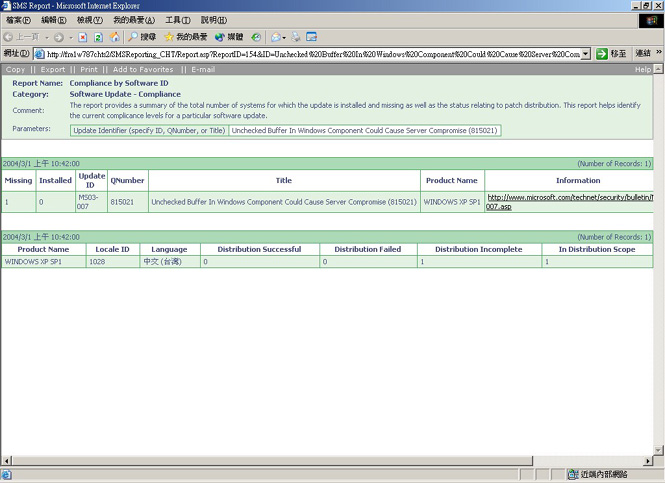 SMS Report - Microsoft Internet Explorer
檔案(F) 編輯(E) 檢視(V) 我的最愛(A) 工具(T) 說明(H)
上一頁 搜尋 我的最愛 媒體
網址(D) http://fra1w787chts2/SMSReporting_CHT/Report.asp?ReportID=154&ID=Unchecked%20Buffer%20In%20Windows%20Component%20Could%20Cause%20Server%20Com 移至 連結 »
Copy || Export || Print || Add to Favorites || E-mail Help
Report Name: Compliance by Software ID
Category: Software Update - Compliance
Comment: The report provides a summary of the total number of systems for which the update is installed and missing as well as the status relating to patch distribution. This report helps identify
the current compliance levels for a particular software update.
Parameters: Update Identifier (specify ID, QNumber, or Title) Unchecked Buffer In Windows Component Could Cause Server Compromise (815021)
2004/3/1 上午 10:42:00 (Number of Records: 1)
Missing Installed Update ID QNumber Title Product Name Information
1 0 MS03-007 815021 Unchecked Buffer In Windows Component Could Cause Server Compromise (815021) WINDOWS XP SP1 http://www.microsoft.com/technet/security/bulletin/
007.asp
2004/3/1 上午 10:42:00 (Number of Records: 1)
Product Name Locale ID Language Distribution Successful Distribution Failed Distribution Incomplete In Distribution Scope
WINDOWS XP SP1 1028 中文 (台灣) 0 0 1 1
近端內部網路